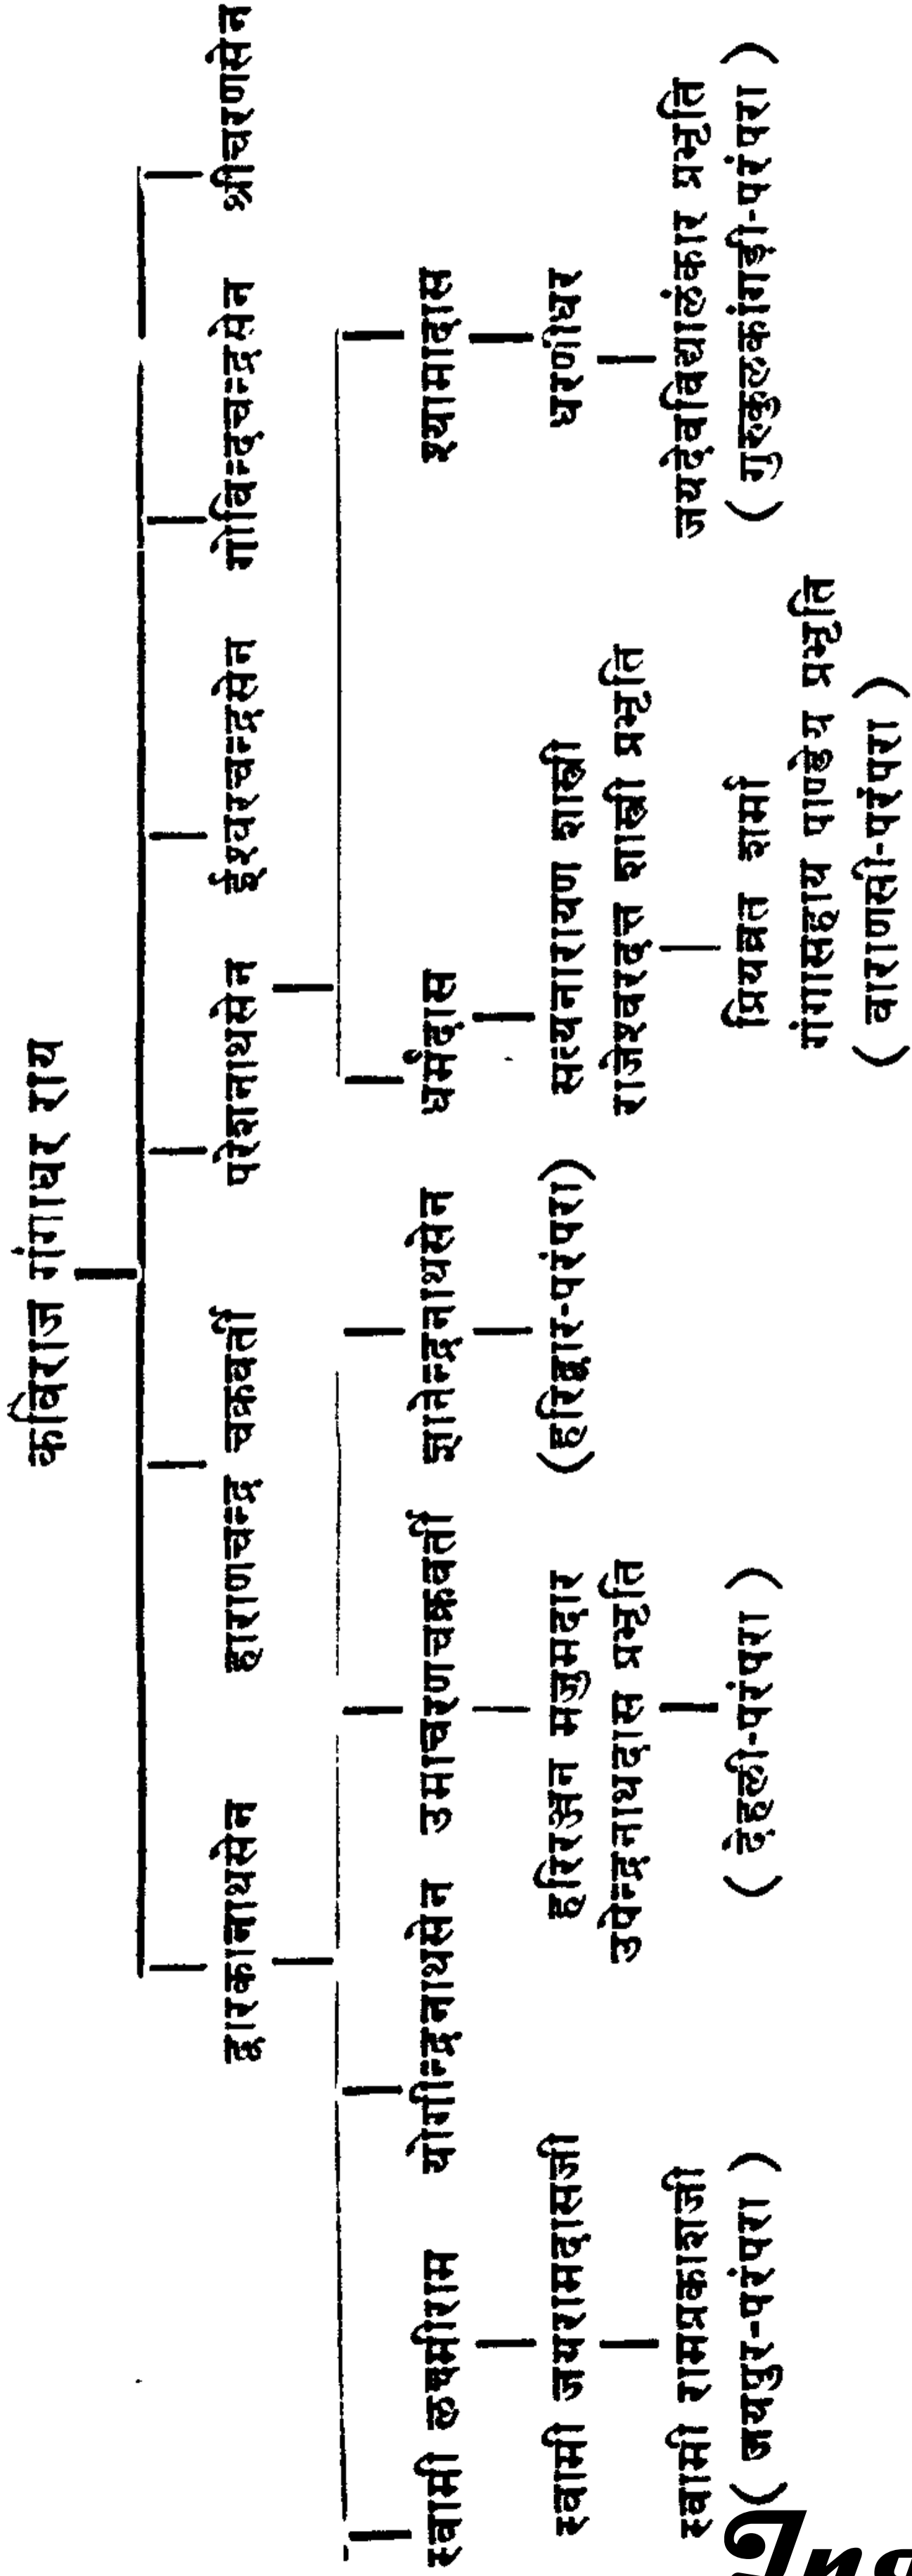 कविराज गंगाधर राय
द्वारकानाथसेन हाराणचन्द्र चक्रवर्ती परेशनाथसेन ईश्वरचन्द्रसेन गोविन्दचन्द्रसेन श्रीचरणसेन
स्वामी लक्ष्मीराम योगीन्द्रनाथसेन उमाचरणचक्रवर्ती ज्ञानेन्द्रनाथसेन धर्मदास श्यामादास
स्वामी जयरामदासजी हरिरञ्जन मजुमदार (हरिद्वार-परंपरा) सत्यनारायण शास्त्री धरणीधर
उपेन्द्रनाथदास प्रभृति राजेश्वरदत्त शास्त्री प्रभृति
स्वामी रामप्रकाशजी जयदेवविद्यालंकार प्रभृति
( जयपुर-परंपरा ) ( देहली-परंपरा ) प्रियव्रत शर्मा ( गुरुकुलकांगड़ी-परंपरा )
गंगासहाय पाण्डेय प्रभृति
( वाराणसी-परंपरा )